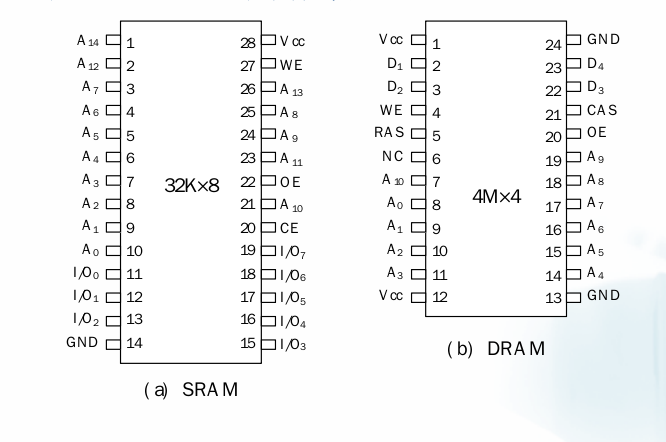 A14 1 28 Vcc
A12 2 27 WE
A7 3 26 A13
A6 4 25 A8
A5 5 24 A9
A4 6 23 A11
A3 7 32K×8 22 OE
A2 8 21 A10
A1 9 20 CE
A0 10 19 I/O7
I/O0 11 18 I/O6
I/O1 12 17 I/O5
I/O2 13 16 I/O4
GND 14 15 I/O3
(a) SRAM
Vcc 1 24 GND
D1 2 23 D4
D2 3 22 D3
WE 4 21 CAS
RAS 5 20 OE
NC 6 19 A9
A10 7 18 A8
4M×4
A0 8 17 A7
A1 9 16 A6
A2 10 15 A5
A3 11 14 A4
Vcc 12 13 GND
(b) DRAM